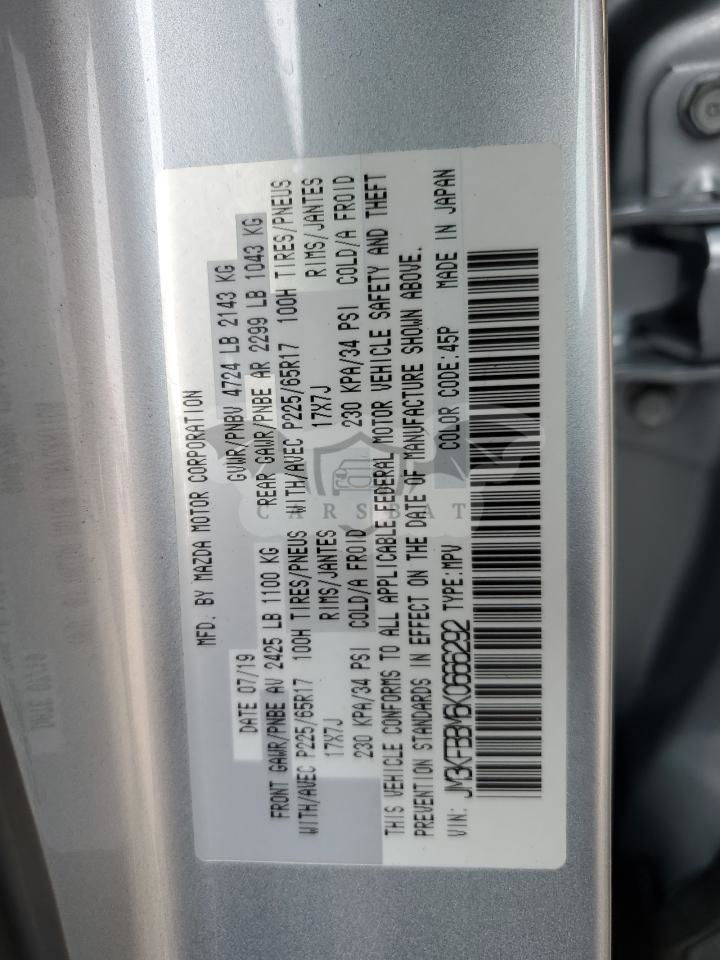 MFD. BY MAZDA MOTOR CORPORATION
DATE 07/19 GVWR/PNBV 4724 LB 2143 KG
FRONT GAWR/PNBE AV 2425 LB 1100 KG REAR GAWR/PNBE AR 2299 LB 1043 KG
WITH/AVEC P225/65R17 100H TIRES/PNEUS WITH/AVEC P225/65R17 100H TIRES/PNEUS
17X7J RIMS/JANTES 17X7J RIMS/JANTES
230 KPA/34 PSI COLD/A FROID 230 KPA/34 PSI COLD/A FROID
THIS VEHICLE CONFORMS TO ALL APPLICABLE FEDERAL MOTOR VEHICLE SAFETY AND THEFT
PREVENTION STANDARDS IN EFFECT ON THE DATE OF MANUFACTURE SHOWN ABOVE.
VIN: JM3KFBBM6K0666292 TYPE:MPV COLOR CODE:45P MADE IN JAPAN
CARSBAT